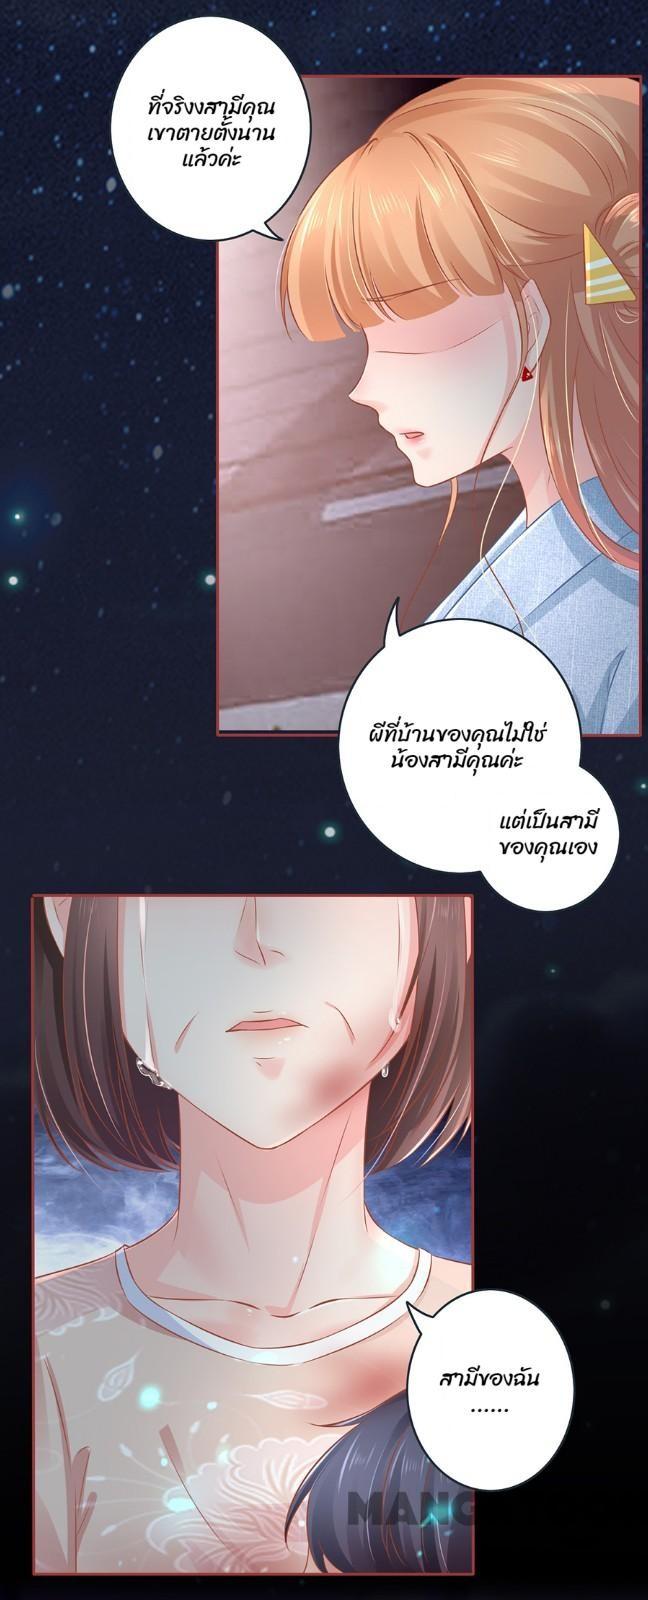 ที่จริงงสามีคุณ
เขาตายตั้งนาน
แล้วค่ะ
ผีที่บ้านของคุณไม่ใช่
น้องสามีคุณค่ะ
แต่เป็นสามี
ของคุณเอง
สามีของฉัน
......